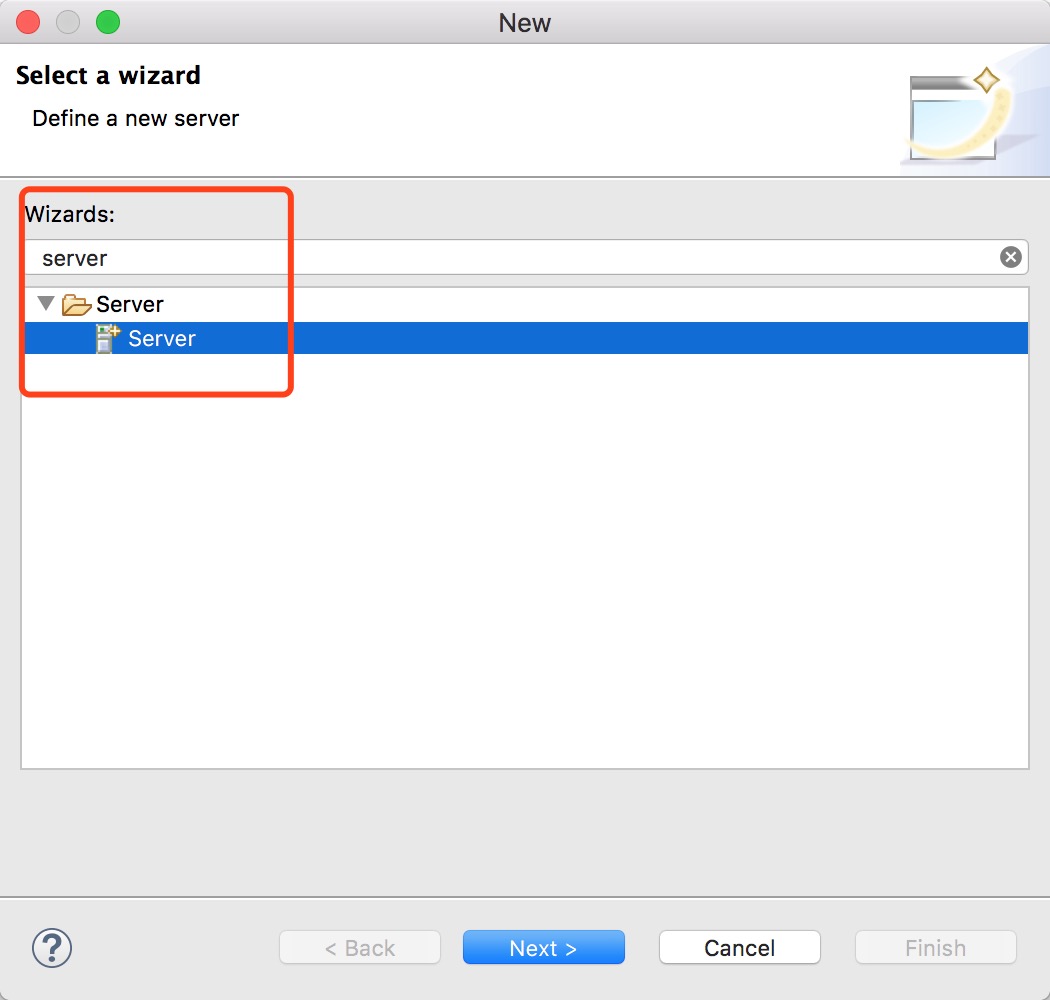 New
Select a wizard
Define a new server
Wizards:
server
Server
Server
?
< Back
Next >
Cancel
Finish